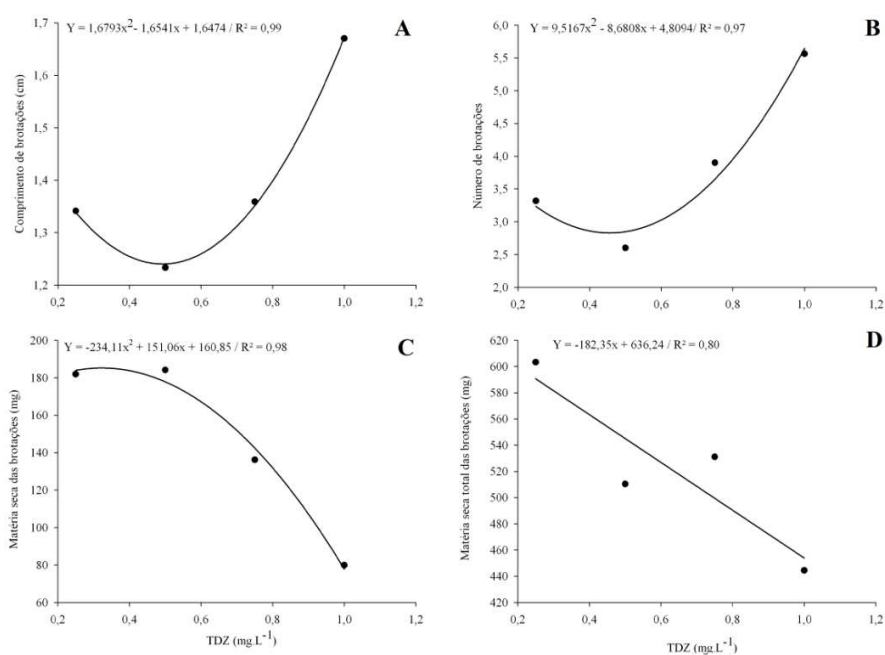 Y = 1,6793x² - 1,6541x + 1,6474 / R² = 0,99
A
Comprimento de brotações (cm)
1,7
1,6
1,5
1,4
1,3
1,2
0,2 0,4 0,6 0,8 1,0 1,2
Y = 9,5167x² - 8,6808x + 4,8094/ R² = 0,97
B
Número de brotações
6,0
5,5
5,0
4,5
4,0
3,5
3,0
2,5
2,0
0,2 0,4 0,6 0,8 1,0 1,2
Y = -234,11x² + 151,06x + 160,85 / R² = 0,98
C
Matéria seca das brotações (mg)
200
180
160
140
120
100
80
60
0,2 0,4 0,6 0,8 1,0 1,2
TDZ (mg.L⁻¹)
Y = -182,35x + 636,24 / R² = 0,80
D
Matéria seca total das brotações (mg)
620
600
580
560
540
520
500
480
460
440
420
0,2 0,4 0,6 0,8 1,0 1,2
TDZ (mg.L⁻¹)